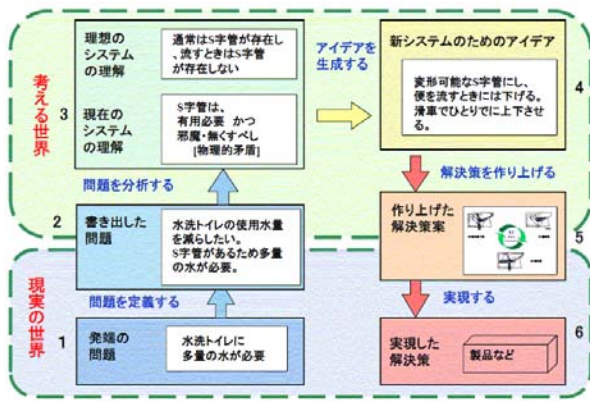 考える世界
現実の世界
理想の
システム
の理解
通常はS字管が存在し
、流すときはS字管
が存在しない
3
現在の
システム
の理解
S字管は、
有用必要 かつ
邪魔・無くすべし
[物理的矛盾]
アイデアを
生成する
新システムのためのアイデア
変形可能なS字管にし、
便を流すときには下げる。
滑車でひとりでに上下させ
る。
4
問題を分析する
解決策を作り上げる
2
書き出した
問題
水洗トイレの使用水量
を減らしたい。
S字管があるため多量
の水が必要。
作り上げた
解決策案
5
問題を定義する
実現する
1
発端の
問題
水洗トイレに
多量の水が必要
実現した
解決策
製品など
6